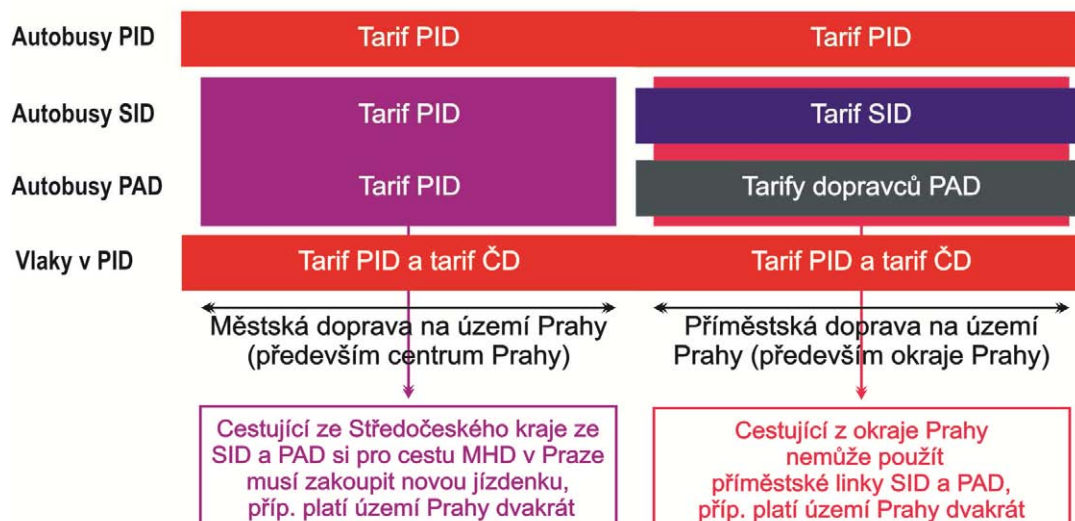 Autobusy PID Tarif PID Tarif PID
Autobusy SID Tarif PID Tarif SID
Autobusy PAD Tarif PID Tarify dopravců PAD
Vlaky v PID Tarif PID a tarif ČD Tarif PID a tarif ČD
Městská doprava na území Prahy
(především centrum Prahy)
Příměstská doprava na území
Prahy (především okraje Prahy)
Cestující ze Středočeského kraje ze
SID a PAD si pro cestu MHD v Praze
musí zakoupit novou jízdenku,
příp. platí území Prahy dvakrát
Cestující z okraje Prahy
nemůže použít
příměstské linky SID a PAD,
příp. platí území Prahy dvakrát